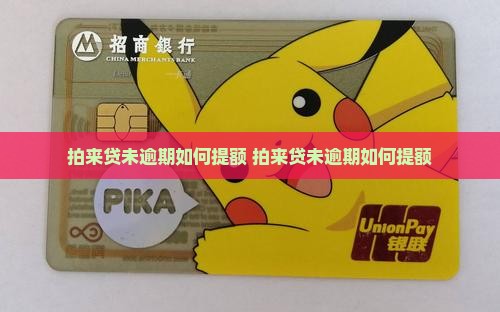 招商银行
CHINA MERCHANTS BANK
拍来贷未逾期如何提额 拍来贷未逾期如何提额
PIKA
UnionPay
银联